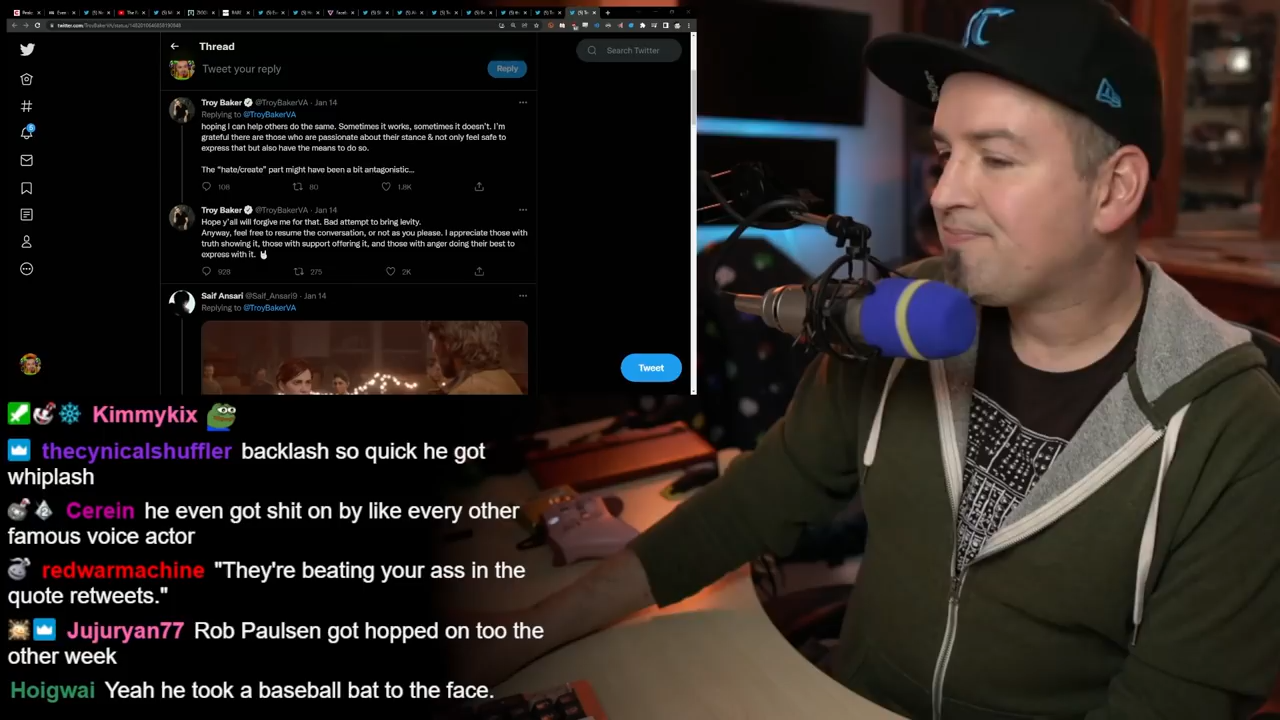 twitter.com/TroyBakerVA/status/
Thread
Search Twitter
Tweet your reply
Reply
Troy Baker @TroyBakerVA · Jan 14
Replying to @TroyBakerVA
hoping I can help others do the same. Sometimes it works, sometimes it doesn't. I'm
grateful there are those who are passionate about their stance & not only feel safe to
express that but also have the means to do so.
The "hate/create" part might have been a bit antagonistic...
108
80
1.8K
Troy Baker @TroyBakerVA · Jan 14
Hope y'all will forgive me for that. Bad attempt to bring levity.
Anyway, feel free to resume the conversation, or not as you please. I appreciate those with
truth showing it, those with support offering it, and those with anger doing their best to
express with it.
928
275
2K
Saif Ansari @Saif_Ansari9 · Jan 14
Replying to @TroyBakerVA
Tweet
Kimmykix
thecynicalshuffler backlash so quick he got
whiplash
Cerein he even got shit on by like every other
famous voice actor
redwarmachine "They're beating your ass in the
quote retweets."
Jujuryan77 Rob Paulsen got hopped on too the
other week
Hoigwai Yeah he took a baseball bat to the face.